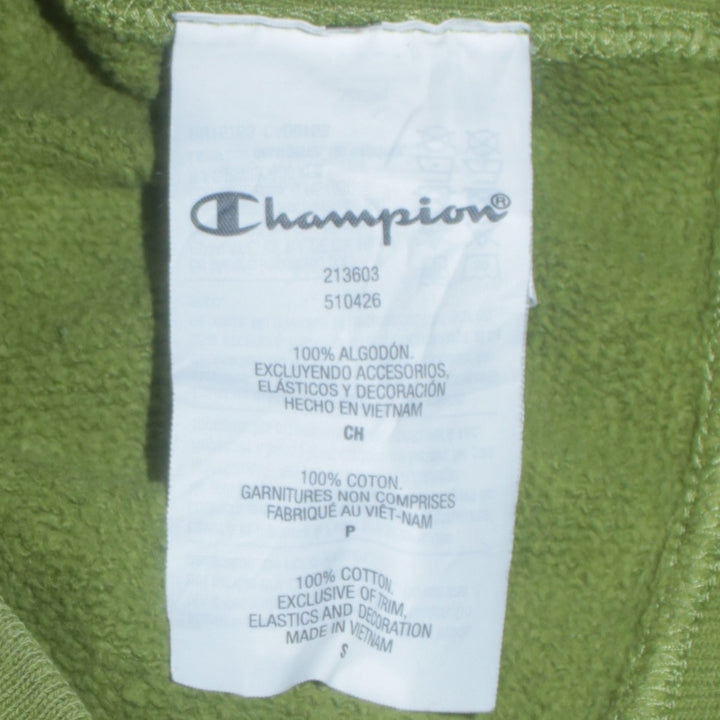 Champion®
213603
510426
100% ALGODÓN.
EXCLUYENDO ACCESORIOS,
ELÁSTICOS Y DECORACIÓN
HECHO EN VIETNAM
CH
100% COTON.
GARNITURES NON COMPRISES
FABRIQUÉ AU VIÊT-NAM
P
100% COTTON.
EXCLUSIVE OF TRIM,
ELASTICS AND DECORATION
MADE IN VIETNAM
S